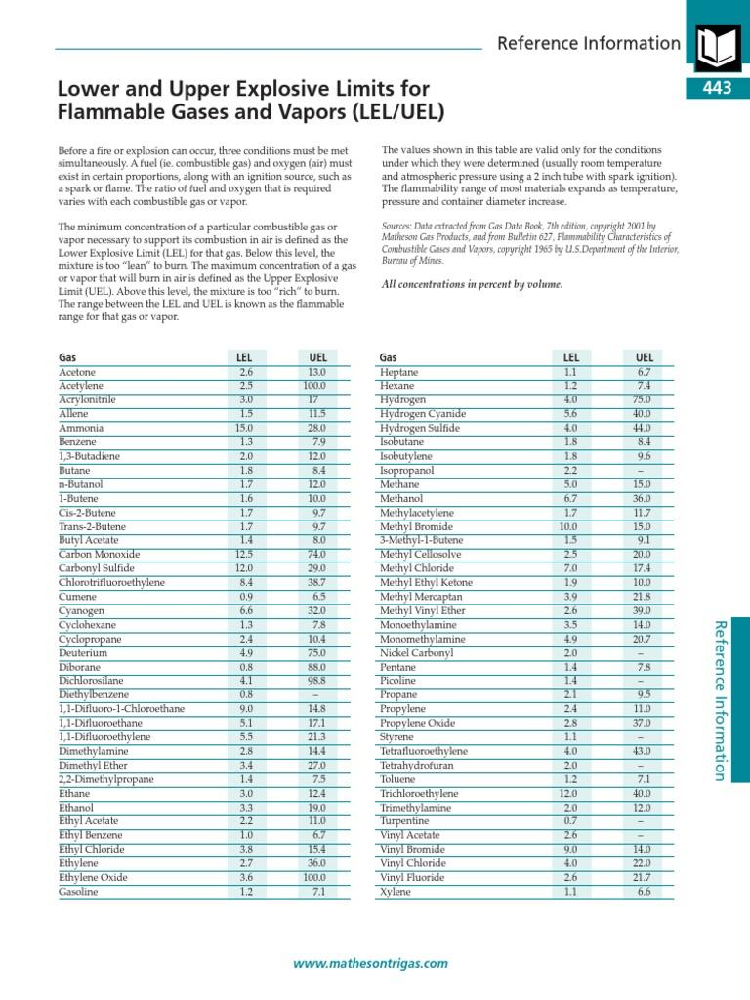 Reference Information
443
Lower and Upper Explosive Limits for
Flammable Gases and Vapors (LEL/UEL)
Before a fire or explosion can occur, three conditions must be met
simultaneously. A fuel (ie. combustible gas) and oxygen (air) must
exist in certain proportions, along with an ignition source, such as
a spark or flame. The ratio of fuel and oxygen that is required
varies with each combustible gas or vapor.
The minimum concentration of a particular combustible gas or
vapor necessary to support its combustion in air is defined as the
Lower Explosive Limit (LEL) for that gas. Below this level, the
mixture is too “lean” to burn. The maximum concentration of a gas
or vapor that will burn in air is defined as the Upper Explosive
Limit (UEL). Above this level, the mixture is too “rich” to burn.
The range between the LEL and UEL is known as the flammable
range for that gas or vapor.
The values shown in this table are valid only for the conditions
under which they were determined (usually room temperature
and atmospheric pressure using a 2 inch tube with spark ignition).
The flammability range of most materials expands as temperature,
pressure and container diameter increase.
Sources: Data extracted from Gas Data Book, 7th edition, copyright 2001 by
Matheson Gas Products, and from Bulletin 627, Flammability Characteristics of
Combustible Gases and Vapors, copyright 1965 by U.S.Department of the Interior,
Bureau of Mines.
All concentrations in percent by volume.
Gas LEL UEL
Acetone 2.6 13.0
Acetylene 2.5 100.0
Acrylonitrile 3.0 17
Allene 1.5 11.5
Ammonia 15.0 28.0
Benzene 1.3 7.9
1,3-Butadiene 2.0 12.0
Butane 1.8 8.4
n-Butanol 1.7 12.0
1-Butene 1.6 10.0
Cis-2-Butene 1.7 9.7
Trans-2-Butene 1.7 9.7
Butyl Acetate 1.4 8.0
Carbon Monoxide 12.5 74.0
Carbonyl Sulfide 12.0 29.0
Chlorotrifluoroethylene 8.4 38.7
Cumene 0.9 6.5
Cyanogen 6.6 32.0
Cyclohexane 1.3 7.8
Cyclopropane 2.4 10.4
Deuterium 4.9 75.0
Diborane 0.8 88.0
Dichlorosilane 4.1 98.8
Diethylbenzene 0.8 –
1,1-Difluoro-1-Chloroethane 9.0 14.8
1,1-Difluoroethane 5.1 17.1
1,1-Difluoroethylene 5.5 21.3
Dimethylamine 2.8 14.4
Dimethyl Ether 3.4 27.0
2,2-Dimethylpropane 1.4 7.5
Ethane 3.0 12.4
Ethanol 3.3 19.0
Ethyl Acetate 2.2 11.0
Ethyl Benzene 1.0 6.7
Ethyl Chloride 3.8 15.4
Ethylene 2.7 36.0
Ethylene Oxide 3.6 100.0
Gasoline 1.2 7.1
Gas LEL UEL
Heptane 1.1 6.7
Hexane 1.2 7.4
Hydrogen 4.0 75.0
Hydrogen Cyanide 5.6 40.0
Hydrogen Sulfide 4.0 44.0
Isobutane 1.8 8.4
Isobutylene 1.8 9.6
Isopropanol 2.2 –
Methane 5.0 15.0
Methanol 6.7 36.0
Methylacetylene 1.7 11.7
Methyl Bromide 10.0 15.0
3-Methyl-1-Butene 1.5 9.1
Methyl Cellosolve 2.5 20.0
Methyl Chloride 7.0 17.4
Methyl Ethyl Ketone 1.9 10.0
Methyl Mercaptan 3.9 21.8
Methyl Vinyl Ether 2.6 39.0
Monoethylamine 3.5 14.0
Monomethylamine 4.9 20.7
Nickel Carbonyl 2.0 –
Pentane 1.4 7.8
Picoline 1.4 –
Propane 2.1 9.5
Propylene 2.4 11.0
Propylene Oxide 2.8 37.0
Styrene 1.1 –
Tetrafluoroethylene 4.0 43.0
Tetrahydrofuran 2.0 –
Toluene 1.2 7.1
Trichloroethylene 12.0 40.0
Trimethylamine 2.0 12.0
Turpentine 0.7 –
Vinyl Acetate 2.6 –
Vinyl Bromide 9.0 14.0
Vinyl Chloride 4.0 22.0
Vinyl Fluoride 2.6 21.7
Xylene 1.1 6.6
Reference Information
www.mathesontrigas.com